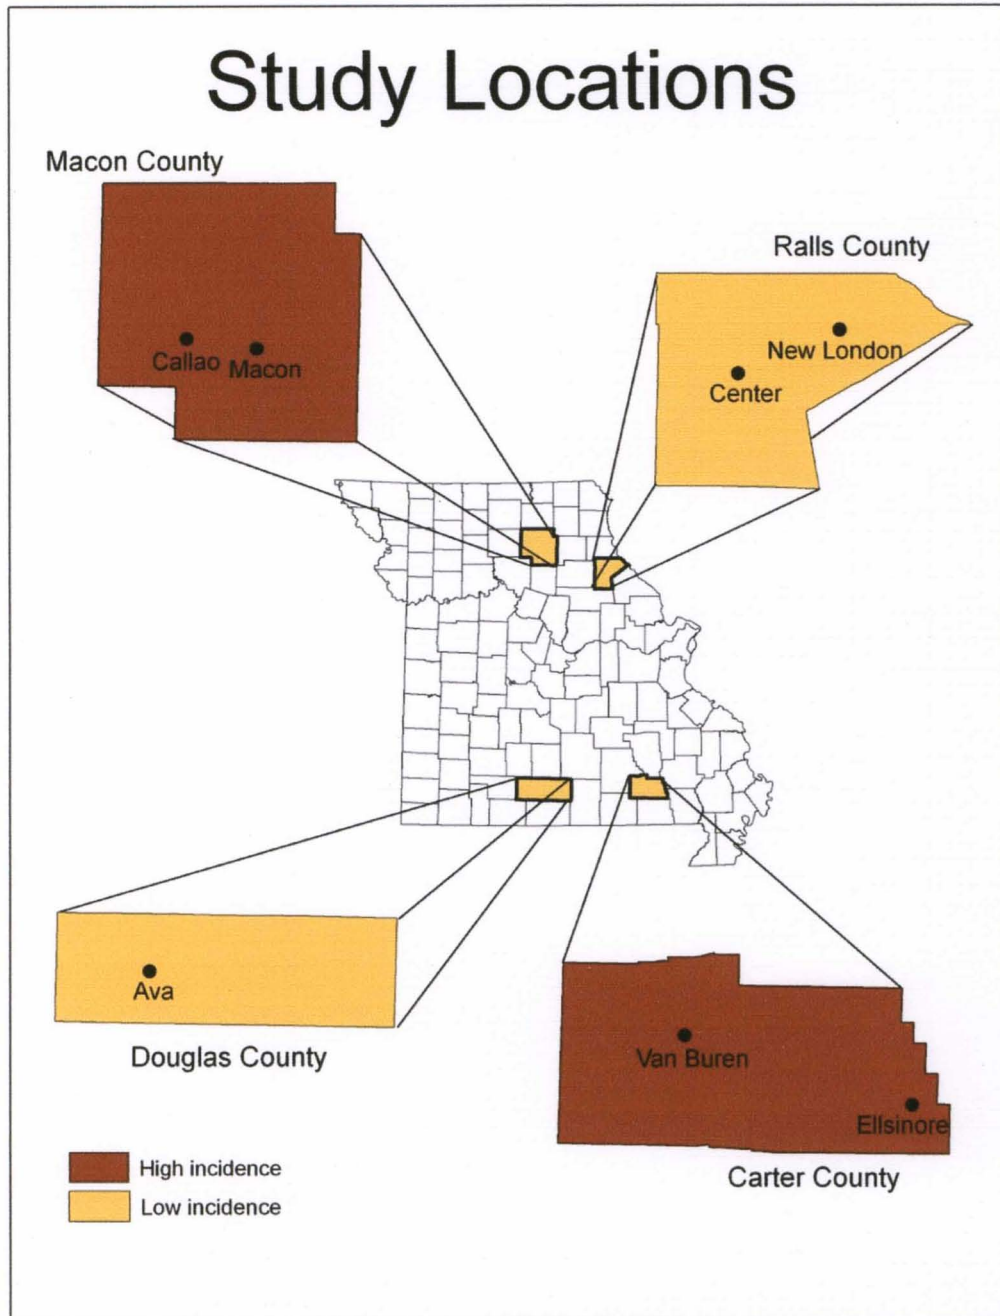 Study Locations
Macon County
Ralls County
Callao
Macon
New London
Center
Ava
Douglas County
Van Buren
Ellsinore
Carter County
High incidence
Low incidence